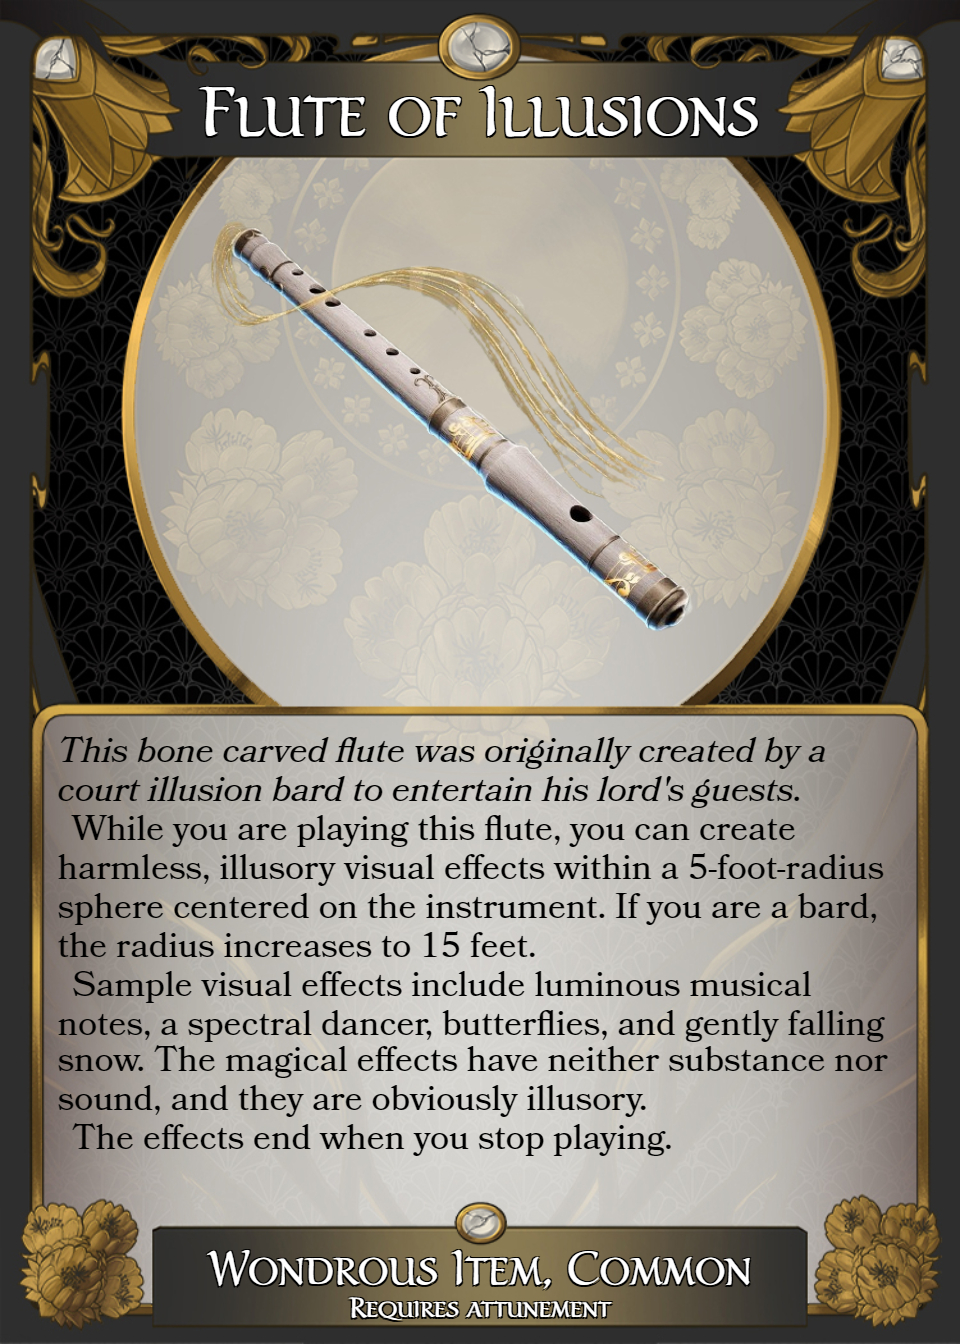 Flute of Illusions
This bone carved flute was originally created by a
court illusion bard to entertain his lord's guests.
While you are playing this flute, you can create
harmless, illusory visual effects within a 5-foot-radius
sphere centered on the instrument. If you are a bard,
the radius increases to 15 feet.
Sample visual effects include luminous musical
notes, a spectral dancer, butterflies, and gently falling
snow. The magical effects have neither substance nor
sound, and they are obviously illusory.
The effects end when you stop playing.
Wondrous Item, Common
Requires attunement